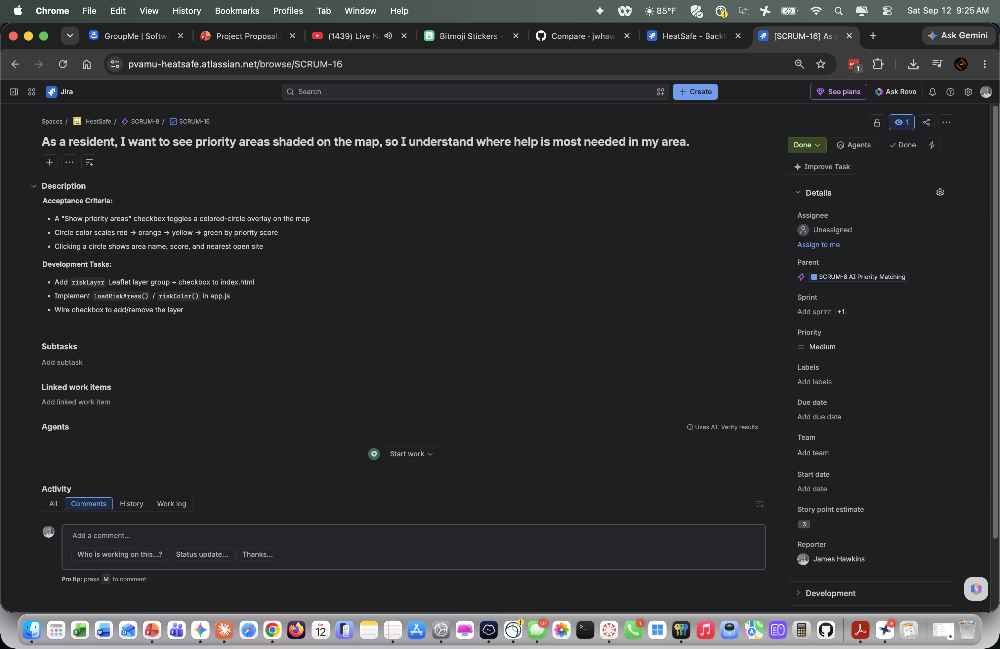 Chrome File Edit View History Bookmarks Profiles Tab Window Help 85°F Sat Sep 12 9:25 AM
GroupMe | Softwa Project Proposal. (1439) Live N Bitmoji Stickers · Compare · jwhaw HeatSafe - Backl [SCRUM-16] As a Ask Gemini
pvamu-heatsafe.atlassian.net/browse/SCRUM-16 1
Jira Search Create See plans Ask Rovo
Spaces / HeatSafe / SCRUM-8 / SCRUM-16
1
As a resident, I want to see priority areas shaded on the map, so I understand where help is most needed in my area.
Done Agents Done
Improve Task
Description
Acceptance Criteria:
• A "Show priority areas" checkbox toggles a colored-circle overlay on the map
• Circle color scales red → orange → yellow → green by priority score
• Clicking a circle shows area name, score, and nearest open site
Development Tasks:
• Add riskLayer Leaflet layer group + checkbox to index.html
• Implement loadRiskAreas() / riskColor() in app.js
• Wire checkbox to add/remove the layer
Subtasks
Add subtask
Linked work items
Add linked work item
Agents
Uses AI. Verify results.
Start work
Activity
All Comments History Work log
Add a comment...
Who is working on this...? Status update... Thanks...
Pro tip: press M to comment
Details
Assignee
Unassigned
Assign to me
Parent
SCRUM-8 AI Priority Matching
Sprint
Add sprint +1
Priority
Medium
Labels
Add labels
Due date
Add due date
Team
Add team
Start date
Add date
Story point estimate
3
Reporter
James Hawkins
Development
Sat
12
137
1
9